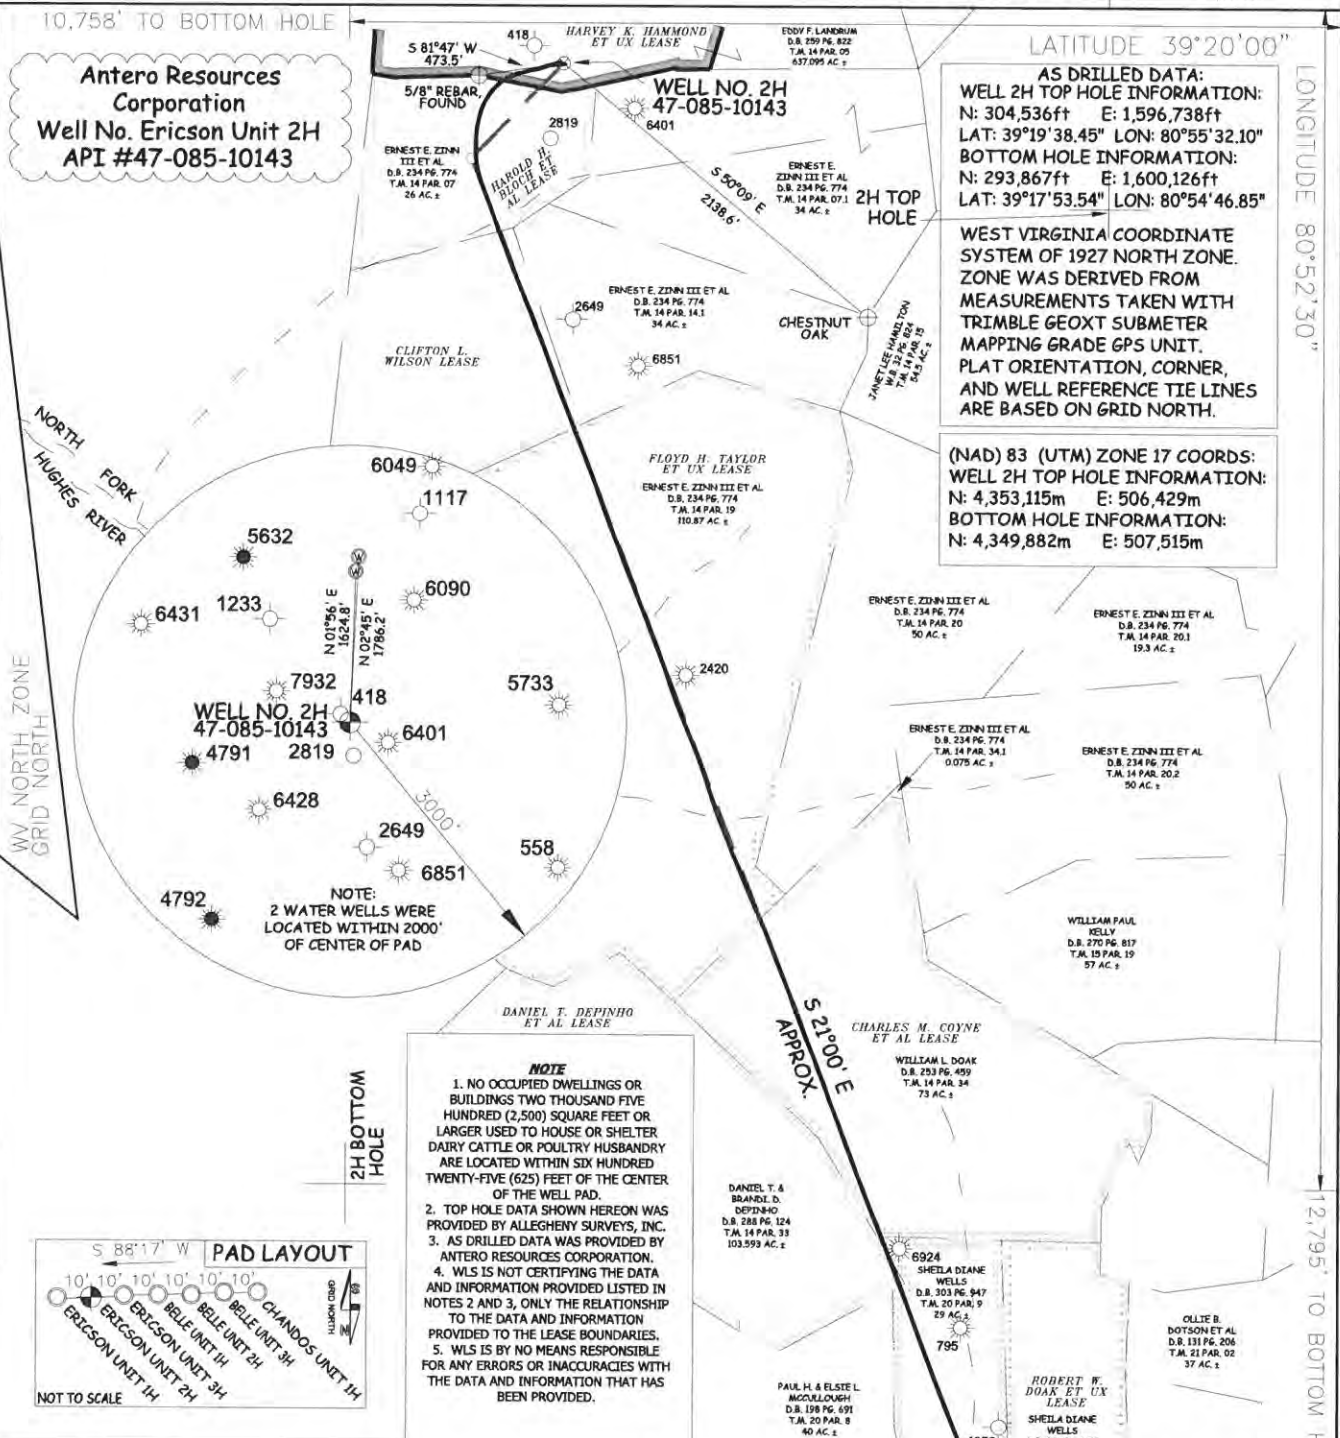 10,758' TO BOTTOM HOLE
LATITUDE 39°20'00"
LONGITUDE 80°52'30"
Antero Resources
Corporation
Well No. Ericson Unit 2H
API #47-085-10143
418
S 81°47' W
473.5'
5/8" REBAR,
FOUND
HARVEY K. HAMMOND
ET UX LEASE
EDDY F. LANDRUM
D.B. 259 PG. 822
T.M. 14 PAR. 05
637.095 AC. ±
WELL NO. 2H
47-085-10143
6401
2819
ERNEST E. ZINN
III ET AL
D.B. 234 PG. 774
T.M. 14 PAR. 07
26 AC. ±
HAROLD H.
BLOCH ET
AL LEASE
ERNEST E.
ZINN III ET AL
D.B. 234 PG. 774
T.M. 14 PAR. 07.1
34 AC. ±
S 50°09' E
2138.6'
2H TOP
HOLE
AS DRILLED DATA:
WELL 2H TOP HOLE INFORMATION:
N: 304,536ft E: 1,596,738ft
LAT: 39°19'38.45" LON: 80°55'32.10"
BOTTOM HOLE INFORMATION:
N: 293,867ft E: 1,600,126ft
LAT: 39°17'53.54" LON: 80°54'46.85"
WEST VIRGINIA COORDINATE
SYSTEM OF 1927 NORTH ZONE.
ZONE WAS DERIVED FROM
MEASUREMENTS TAKEN WITH
TRIMBLE GEOXT SUBMETER
MAPPING GRADE GPS UNIT.
PLAT ORIENTATION, CORNER,
AND WELL REFERENCE TIE LINES
ARE BASED ON GRID NORTH.
(NAD) 83 (UTM) ZONE 17 COORDS:
WELL 2H TOP HOLE INFORMATION:
N: 4,353,115m E: 506,429m
BOTTOM HOLE INFORMATION:
N: 4,349,882m E: 507,515m
ERNEST E. ZINN III ET AL
D.B. 234 PG. 774
T.M. 14 PAR. 14.1
34 AC. ±
2649
6851
CHESTNUT
OAK
JANET LEE HAMILTON
W.B. 32 PG. 824
T.M. 14 PAR. 15
54.5 AC. ±
CLIFTON L.
WILSON LEASE
NORTH
FORK
HUGHES RIVER
FLOYD H. TAYLOR
ET UX LEASE
ERNEST E. ZINN III ET AL
D.B. 234 PG. 774
T.M. 14 PAR. 19
110.87 AC. ±
6049
1117
5632
6090
1233
6431
N 01°56' E
1624.8'
N 02°45' E
1786.2'
W
W
7932
418
WELL NO. 2H
47-085-10143
5733
6401
4791
2819
6428
3000'
2649
6851
558
4792
NOTE:
2 WATER WELLS WERE
LOCATED WITHIN 2000'
OF CENTER OF PAD
WV NORTH ZONE
GRID NORTH
2420
ERNEST E. ZINN III ET AL
D.B. 234 PG. 774
T.M. 14 PAR. 20
50 AC. ±
ERNEST E. ZINN III ET AL
D.B. 234 PG. 774
T.M. 14 PAR. 20.1
19.3 AC. ±
ERNEST E. ZINN III ET AL
D.B. 234 PG. 774
T.M. 14 PAR. 34.1
0.075 AC. ±
ERNEST E. ZINN III ET AL
D.B. 234 PG. 774
T.M. 14 PAR. 20.2
50 AC. ±
WILLIAM PAUL
KELLY
D.B. 270 PG. 817
T.M. 15 PAR. 19
57 AC. ±
DANIEL T. DEPINHO
ET AL LEASE
S 21°00' E
APPROX.
CHARLES M. COYNE
ET AL LEASE
WILLIAM L DOAK
D.B. 253 PG. 459
T.M. 14 PAR. 34
73 AC. ±
2H BOTTOM
HOLE
NOTE
1. NO OCCUPIED DWELLINGS OR
BUILDINGS TWO THOUSAND FIVE
HUNDRED (2,500) SQUARE FEET OR
LARGER USED TO HOUSE OR SHELTER
DAIRY CATTLE OR POULTRY HUSBANDRY
ARE LOCATED WITHIN SIX HUNDRED
TWENTY-FIVE (625) FEET OF THE CENTER
OF THE WELL PAD.
2. TOP HOLE DATA SHOWN HEREON WAS
PROVIDED BY ALLEGHENY SURVEYS, INC.
3. AS DRILLED DATA WAS PROVIDED BY
ANTERO RESOURCES CORPORATION.
4. WLS IS NOT CERTIFYING THE DATA
AND INFORMATION PROVIDED LISTED IN
NOTES 2 AND 3, ONLY THE RELATIONSHIP
TO THE DATA AND INFORMATION
PROVIDED TO THE LEASE BOUNDARIES.
5. WLS IS BY NO MEANS RESPONSIBLE
FOR ANY ERRORS OR INACCURACIES WITH
THE DATA AND INFORMATION THAT HAS
BEEN PROVIDED.
DANIEL T. &
BRANDI. D.
DEPINHO
D.B. 288 PG. 124
T.M. 14 PAR. 33
103.593 AC. ±
6924
SHEILA DIANE
WELLS
D.B. 303 PG. 947
T.M. 20 PAR. 9
29 AC. ±
795
OLLIE B.
DOTSON ET AL
D.B. 131 PG. 206
T.M. 21 PAR. 02
37 AC. ±
PAUL H. & ELSIE L
MCCULLOUGH
D.B. 198 PG. 691
T.M. 20 PAR. 8
40 AC. ±
ROBERT W.
DOAK ET UX
LEASE
SHEILA DIANE
WELLS
12,795' TO BOTTOM
S 88°17' W
PAD LAYOUT
10' 10' 10' 10' 10' 10'
GRID NORTH
ERICSON UNIT 1H
ERICSON UNIT 2H
ERICSON UNIT 3H
BELLE UNIT 1H
BELLE UNIT 2H
BELLE UNIT 3H
CHANDOS UNIT 1H
NOT TO SCALE